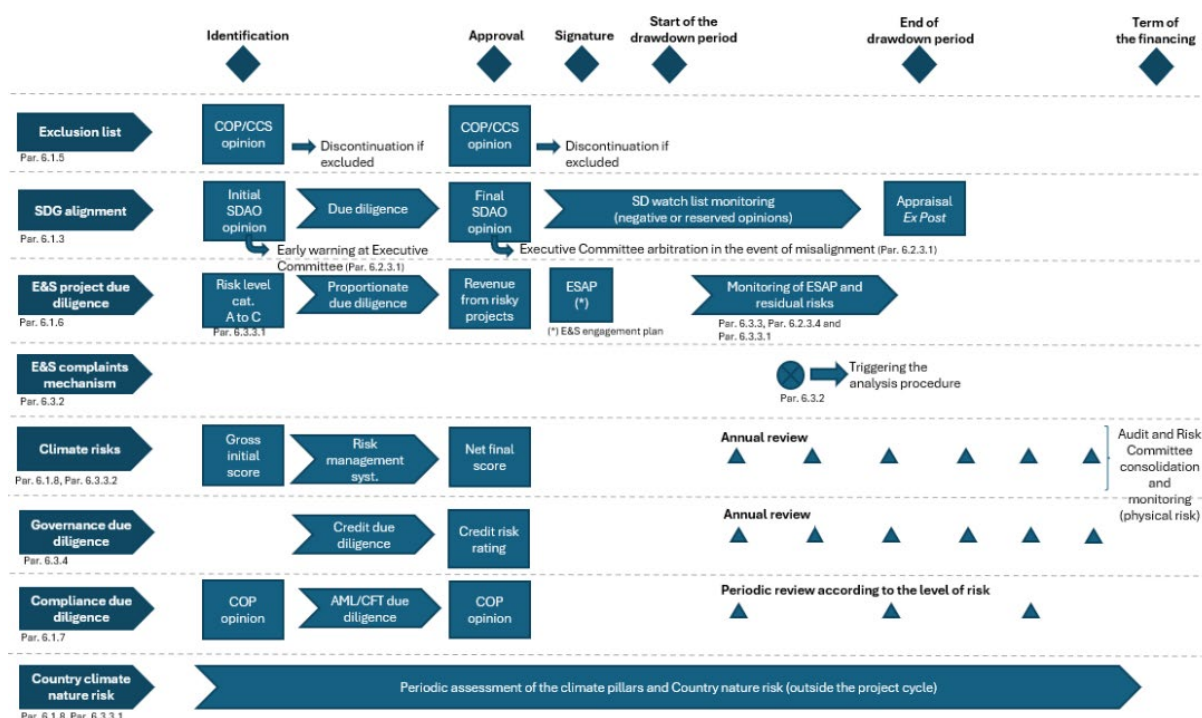 Identification
Approval
Signature
Start of the
drawdown period
End of
drawdown period
Term of
the financing
Exclusion list
Par. 6.1.5
COP/CCS
opinion
Discontinuation if
excluded
COP/CCS
opinion
Discontinuation if
excluded
SDG alignment
Par. 6.1.3
Initial
SDAO
opinion
Due diligence
Final
SDAO
opinion
SD watch list monitoring
(negative or reserved opinions)
Appraisal
Ex Post
Early warning at Executive
Committee (Par. 6.2.3.1)
Executive Committee arbitration in the event of misalignment (Par. 6.2.3.1)
E&S project due
diligence
Par. 6.1.6
Risk level
cat.
A to C
Par. 6.3.3.1
Proportionate
due diligence
Revenue
from risky
projects
ESAP
(*)
(*) E&S engagement plan
Monitoring of ESAP and
residual risks
Par. 6.3.3, Par. 6.2.3.4 and
Par. 6.3.3.1
E&S complaints
mechanism
Par. 6.3.2
Triggering the
analysis procedure
Par. 6.3.2
Climate risks
Par. 6.1.8, Par. 6.3.3.2
Gross
initial
score
Risk
management
syst.
Net final
score
Annual review
Audit and Risk
Committee
consolidation
and
monitoring
(physical risk)
Governance due
diligence
Par. 6.3.4
Credit due
diligence
Credit risk
rating
Annual review
Compliance due
diligence
Par. 6.1.7
COP
opinion
AML/CFT due
diligence
COP
opinion
Periodic review according to the level of risk
Country climate
nature risk
Par. 6.1.8, Par. 6.3.3.1
Periodic assessment of the climate pillars and Country nature risk (outside the project cycle)